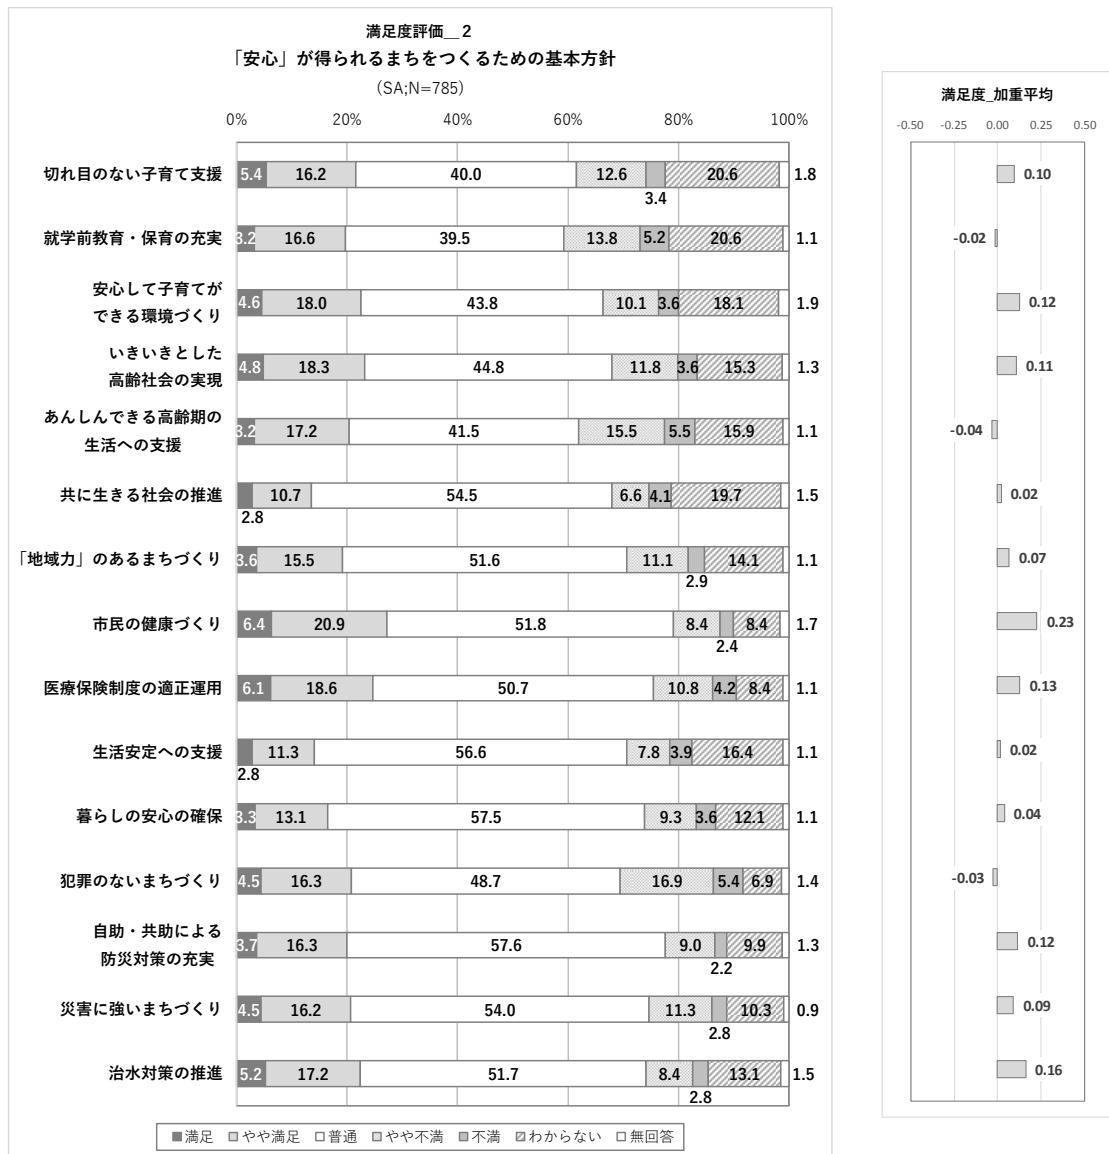 満足度評価__２
「安心」が得られるまちをつくるための基本方針
（SA;N=785）
0% 20% 40% 60% 80% 100%
切れ目のない子育て支援 5.4 16.2 40.0 12.6 20.6 1.8
3.4
就学前教育・保育の充実 3.2 16.6 39.5 13.8 5.2 20.6 1.1
安心して子育てが
できる環境づくり 4.6 18.0 43.8 10.1 3.6 18.1 1.9
いきいきとした
高齢社会の実現 4.8 18.3 44.8 11.8 3.6 15.3 1.3
あんしんできる高齢期の
生活への支援 3.2 17.2 41.5 15.5 5.5 15.9 1.1
共に生きる社会の推進 10.7 54.5 6.6 4.1 19.7 1.5
2.8
「地域力」のあるまちづくり 3.6 15.5 51.6 11.1 14.1 1.1
2.9
市民の健康づくり 6.4 20.9 51.8 8.4 8.4 1.7
2.4
医療保険制度の適正運用 6.1 18.6 50.7 10.8 4.2 8.4 1.1
生活安定への支援 11.3 56.6 7.8 3.9 16.4 1.1
2.8
暮らしの安心の確保 3.3 13.1 57.5 9.3 3.6 12.1 1.1
犯罪のないまちづくり 4.5 16.3 48.7 16.9 5.4 6.9 1.4
自助・共助による
防災対策の充実 3.7 16.3 57.6 9.0 9.9 1.3
2.2
災害に強いまちづくり 4.5 16.2 54.0 11.3 10.3 0.9
2.8
治水対策の推進 5.2 17.2 51.7 8.4 13.1 1.5
2.8
満足 やや満足 普通 やや不満 不満 わからない 無回答
満足度_加重平均
-0.50 -0.25 0.00 0.25 0.50
0.10
-0.02
0.12
0.11
-0.04
0.02
0.07
0.23
0.13
0.02
0.04
-0.03
0.12
0.09
0.16